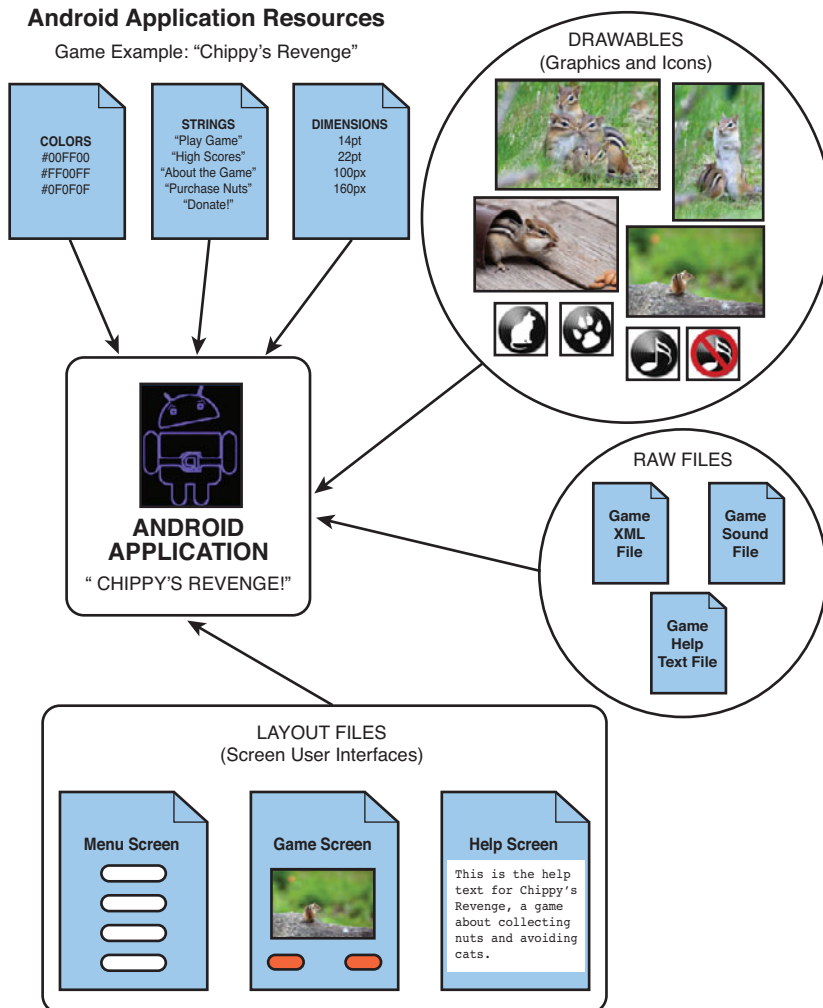 Android Application Resources
Game Example: “Chippy’s Revenge”
COLORS
#00FF00
#FF00FF
#0F0F0F
STRINGS
“Play Game”
“High Scores”
“About the Game”
“Purchase Nuts”
“Donate!”
DIMENSIONS
14pt
22pt
100px
160px
DRAWABLES
(Graphics and Icons)
ANDROID
APPLICATION
“ CHIPPY’S REVENGE!”
RAW FILES
Game
XML
File
Game
Sound
File
Game
Help
Text File
LAYOUT FILES
(Screen User Interfaces)
Menu Screen
Game Screen
Help Screen
This is the help
text for Chippy’s
Revenge, a game
about collecting
nuts and avoiding
cats.